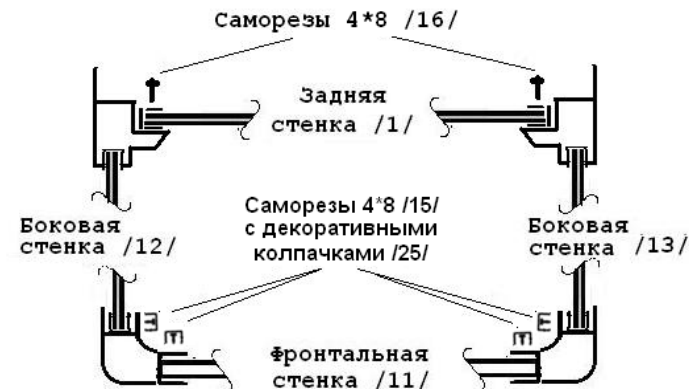 Саморезы 4*8 /16/
Задняя
стенка /1/
Боковая
стенка /12/
Саморезы 4*8 /15/
с декоративными
колпачками /25/
Боковая
стенка /13/
Фронтальная
стенка /11/